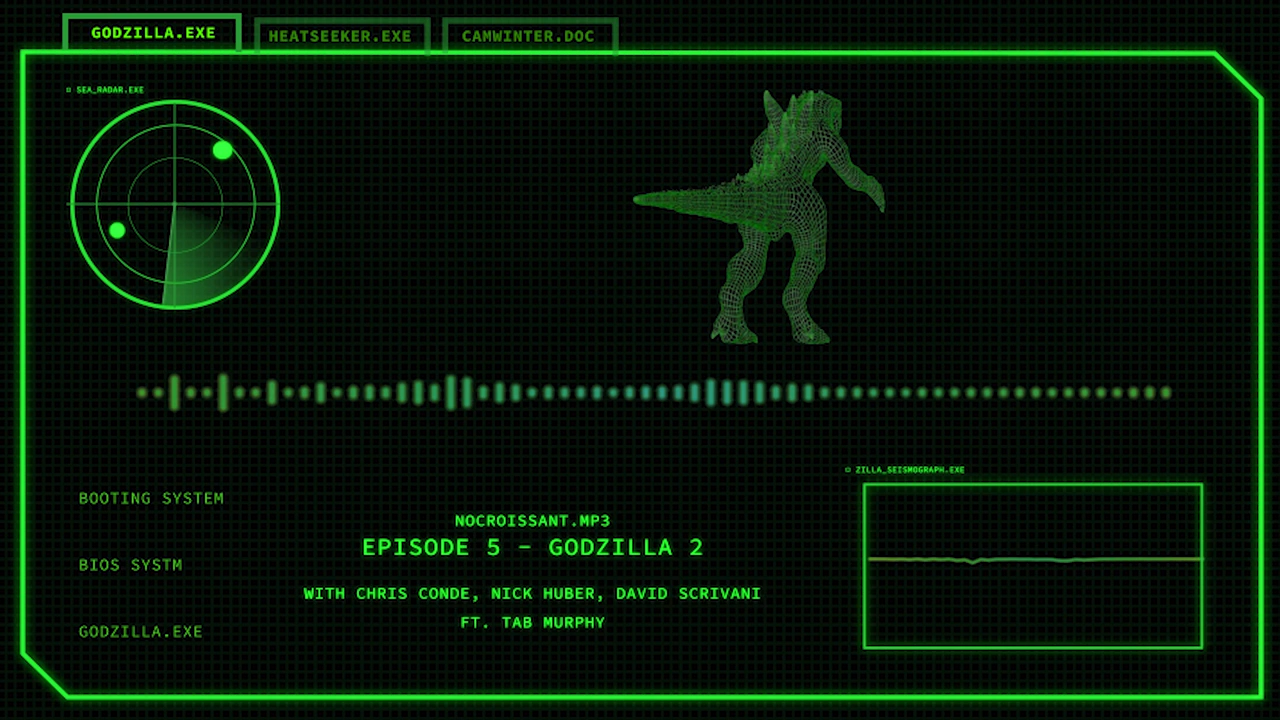 GODZILLA.EXE
HEATSEEKER.EXE
CAMWINTER.DOC
SEA_RADAR.EXE
ZILLA_SEISMOGRAPH.EXE
BOOTING SYSTEM
BIOS SYSTM
GODZILLA.EXE
NOCROISSANT.MP3
EPISODE 5 - GODZILLA 2
WITH CHRIS CONDE, NICK HUBER, DAVID SCRIVANI
FT. TAB MURPHY